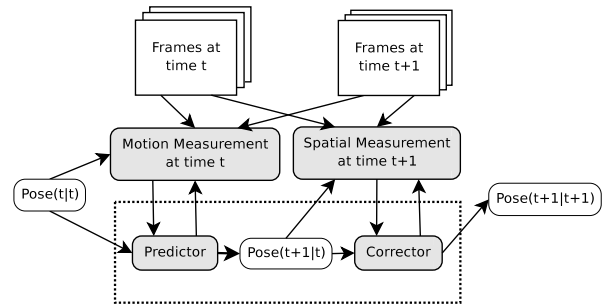 Frames at
time t
Frames at
time t+1
Motion Measurement
at time t
Spatial Measurement
at time t+1
Pose(t|t)
Pose(t+1|t+1)
Predictor
Pose(t+1|t)
Corrector